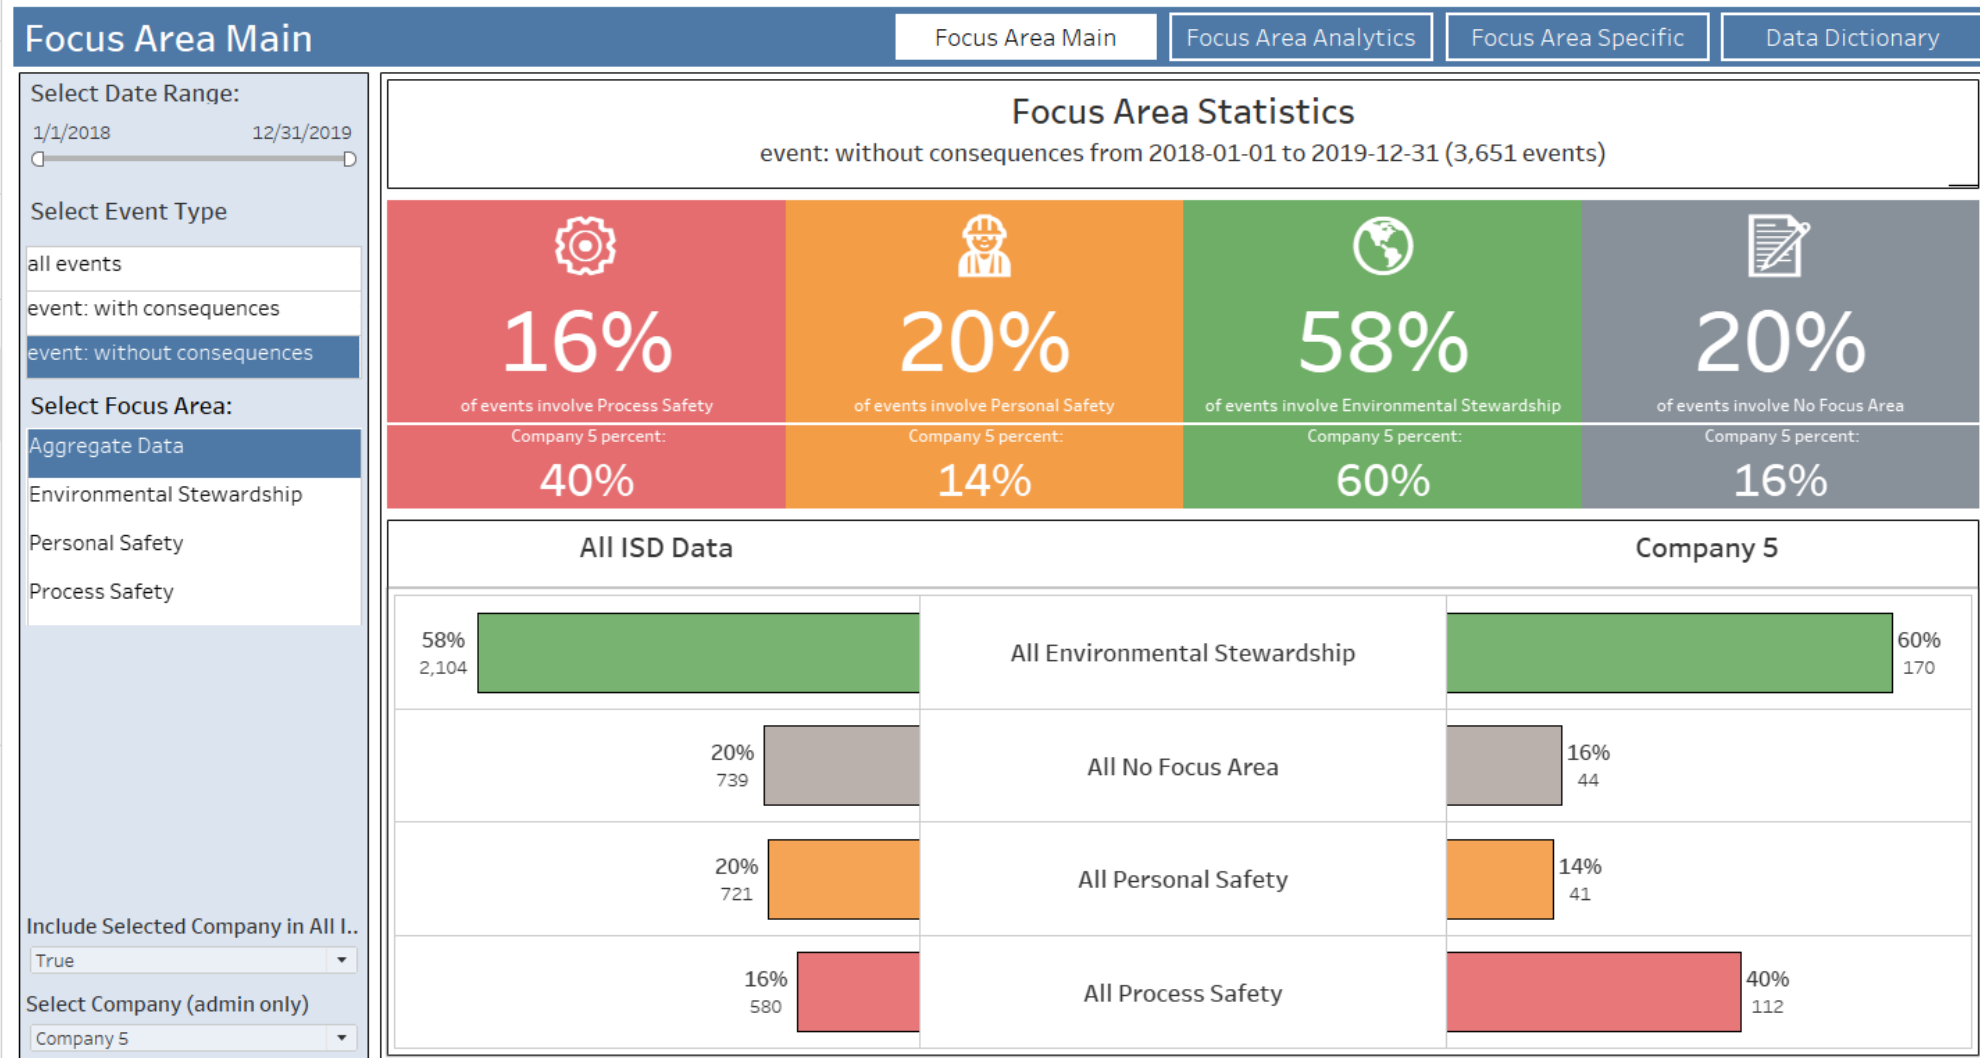 Focus Area Main
Focus Area Main
Focus Area Analytics
Focus Area Specific
Data Dictionary
Select Date Range:
1/1/2018
12/31/2019
Select Event Type
all events
event: with consequences
event: without consequences
Select Focus Area:
Aggregate Data
Environmental Stewardship
Personal Safety
Process Safety
Include Selected Company in All I..
True
Select Company (admin only)
Company 5
Focus Area Statistics
event: without consequences from 2018-01-01 to 2019-12-31 (3,651 events)
16%
of events involve Process Safety
Company 5 percent:
40%
20%
of events involve Personal Safety
Company 5 percent:
14%
58%
of events involve Environmental Stewardship
Company 5 percent:
60%
20%
of events involve No Focus Area
Company 5 percent:
16%
All ISD Data
Company 5
58%
2,104
All Environmental Stewardship
60%
170
20%
739
All No Focus Area
16%
44
20%
721
All Personal Safety
14%
41
16%
580
All Process Safety
40%
112